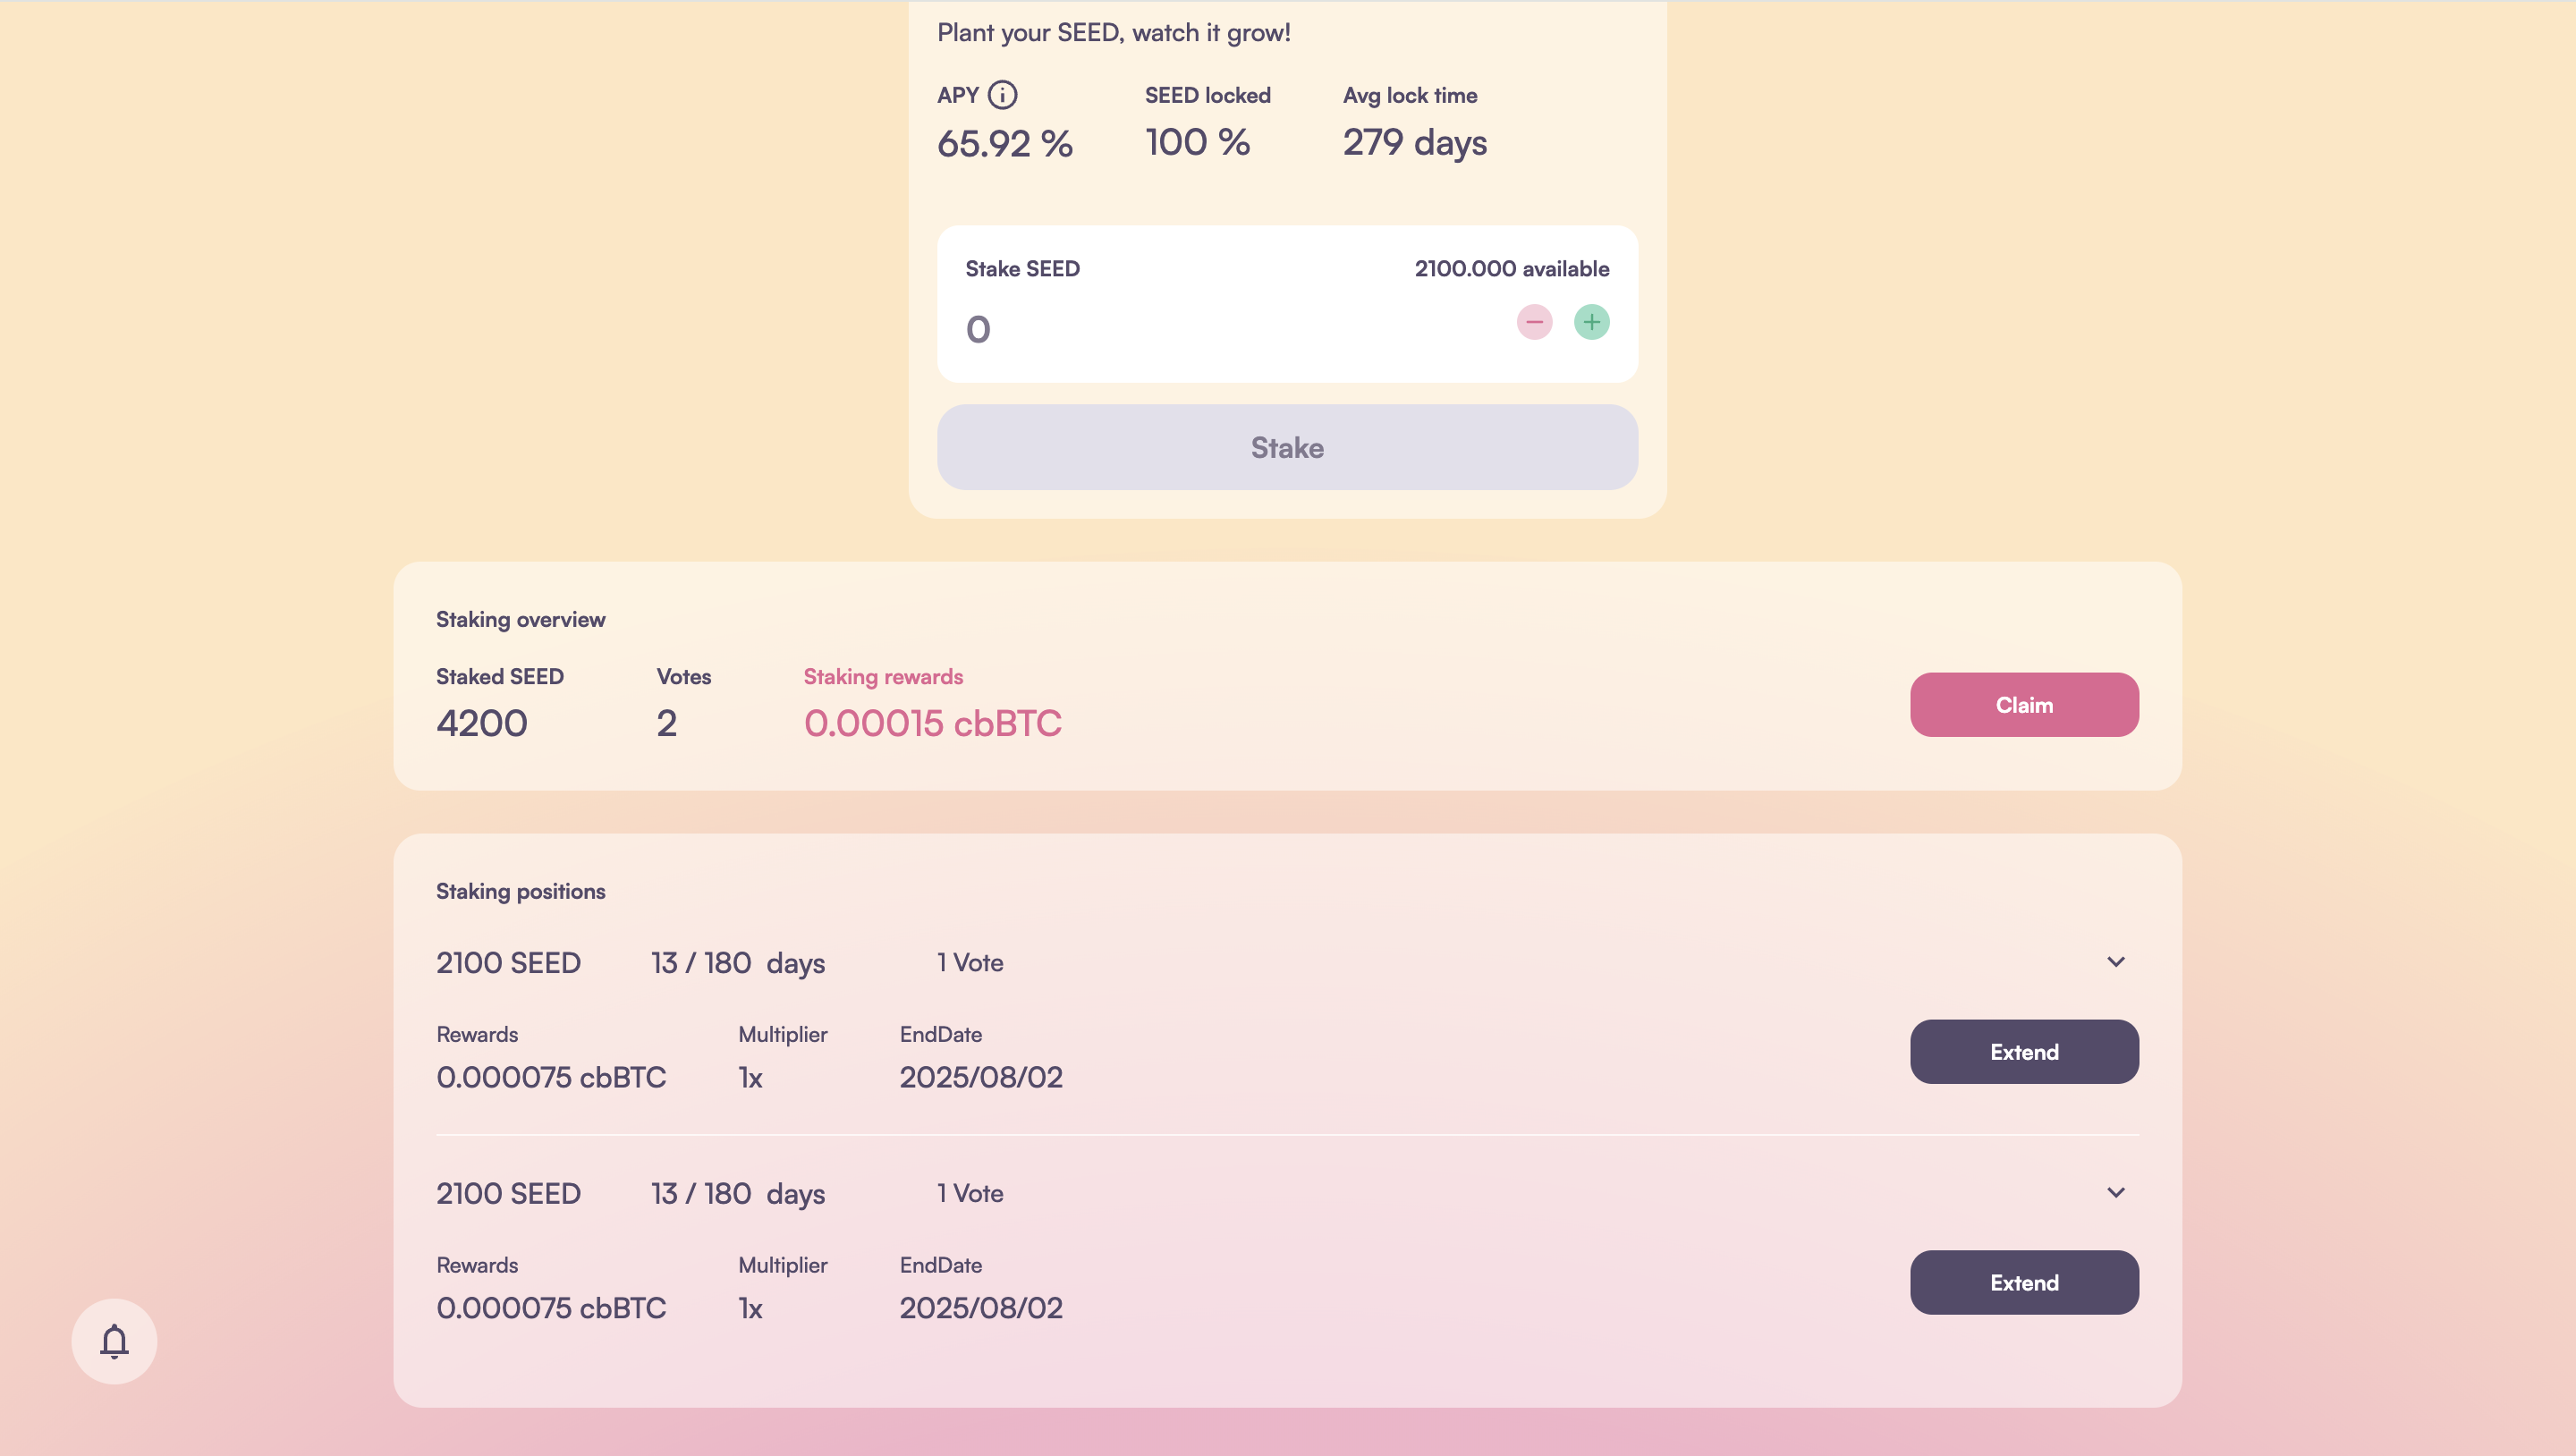 Plant your SEED, watch it grow!
APY SEED locked Avg lock time
65.92 % 100 % 279 days
Stake SEED 2100.000 available
0
Stake
Staking overview
Staked SEED Votes Staking rewards
4200 2 0.00015 cbBTC
Claim
Staking positions
2100 SEED 13 / 180 days 1 Vote
Rewards Multiplier EndDate
0.000075 cbBTC 1x 2025/08/02
Extend
2100 SEED 13 / 180 days 1 Vote
Rewards Multiplier EndDate
0.000075 cbBTC 1x 2025/08/02
Extend